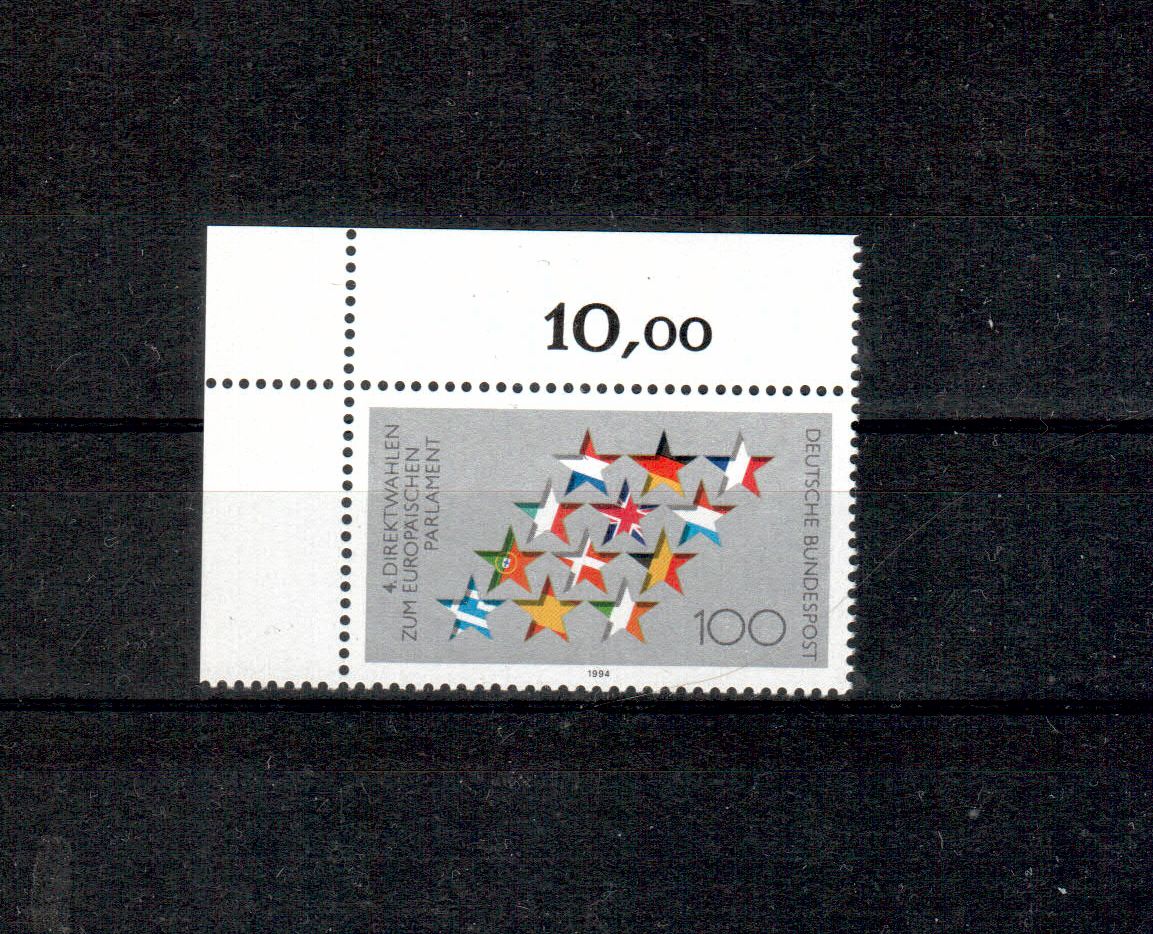 10,00
4. DIREKTWAHLEN
ZUM EUROPÄISCHEN
PARLAMENT
DEUTSCHE BUNDESPOST
100
1994